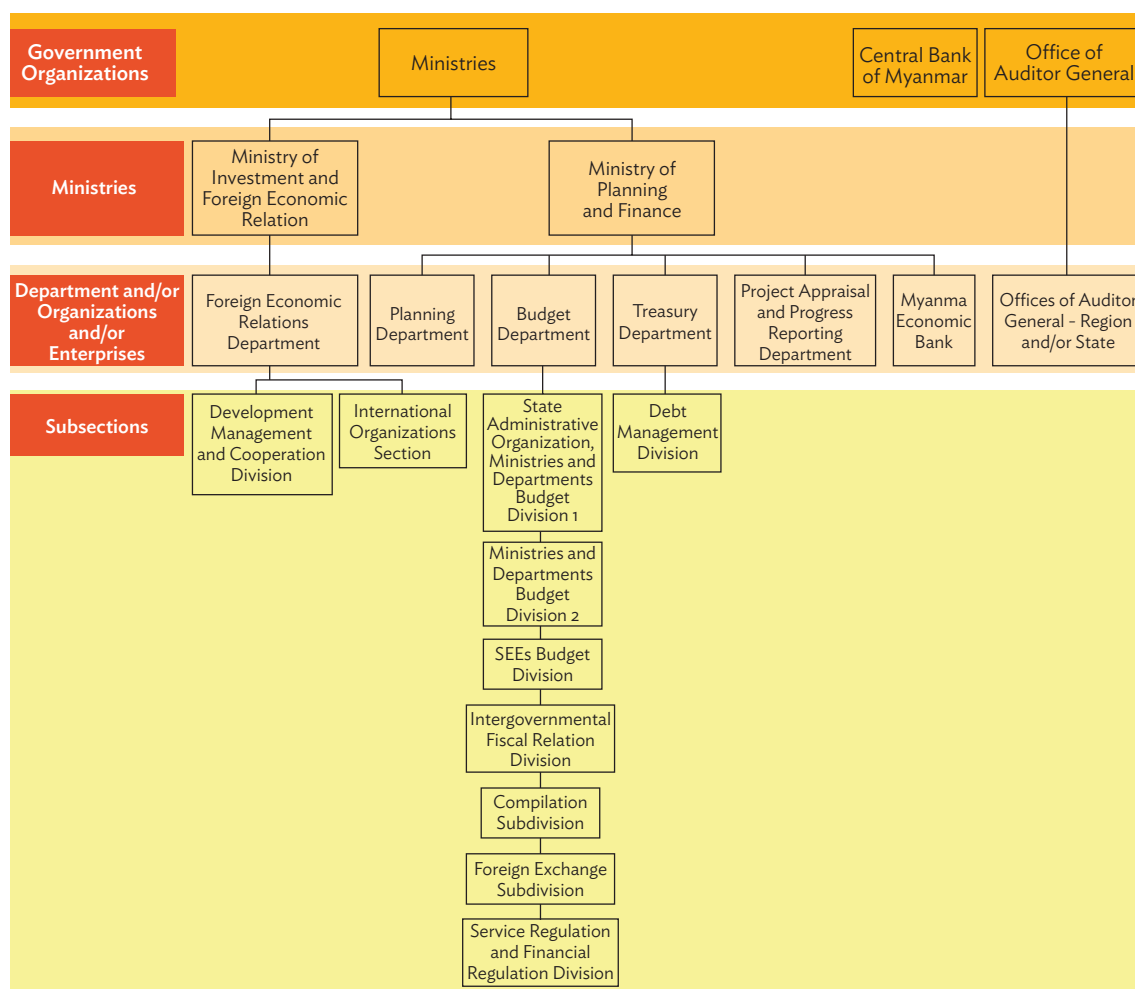 Government
Organizations
Ministries
Central Bank
of Myanmar
Office of
Auditor General
Ministries
Ministry of
Investment and
Foreign Economic
Relation
Ministry of
Planning
and Finance
Department and/or
Organizations
and/or
Enterprises
Foreign Economic
Relations
Department
Planning
Department
Budget
Department
Treasury
Department
Project Appraisal
and Progress
Reporting
Department
Myanma
Economic
Bank
Offices of Auditor
General - Region
and/or State
Subsections
Development
Management
and Cooperation
Division
International
Organizations
Section
State
Administrative
Organization,
Ministries and
Departments
Budget
Division 1
Debt
Management
Division
Ministries and
Departments
Budget
Division 2
SEEs Budget
Division
Intergovernmental
Fiscal Relation
Division
Compilation
Subdivision
Foreign Exchange
Subdivision
Service Regulation
and Financial
Regulation Division